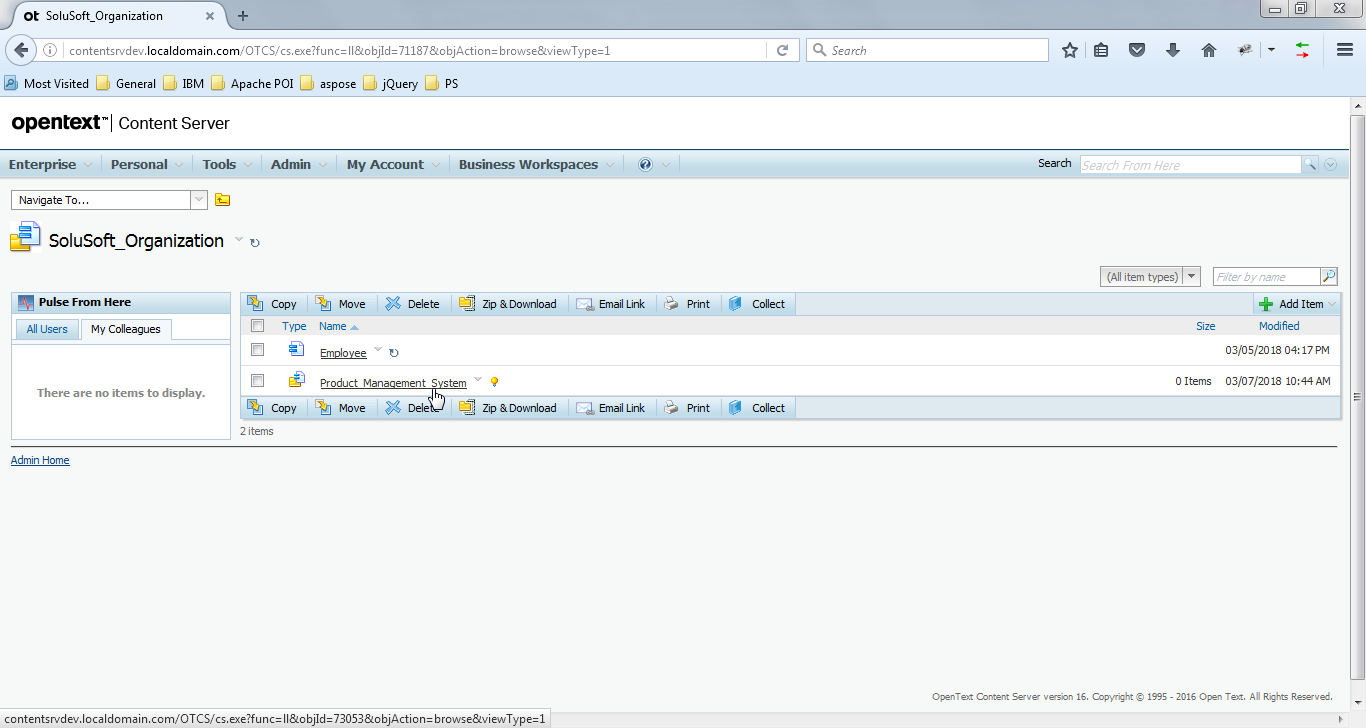 SoluSoft_Organization
contentsrvdev.localdomain.com/OTCS/cs.exe?func=ll&objId=71187&objAction=browse&viewType=1
Search
Most Visited General IBM Apache POI aspose jQuery PS
opentext™ Content Server
Enterprise Personal Tools Admin My Account Business Workspaces Search Search From Here
Navigate To...
SoluSoft_Organization
(All item types) Filter by name
Pulse From Here
All Users My Colleagues
There are no items to display.
Copy Move Delete Zip & Download Email Link Print Collect Add Item
Type Name Size Modified
Employee 03/05/2018 04:17 PM
Product_Management_System 0 Items 03/07/2018 10:44 AM
Copy Move Delete Zip & Download Email Link Print Collect
2 items
Admin Home
OpenText Content Server version 16. Copyright © 1995 - 2016 Open Text. All Rights Reserved.
contentsrvdev.localdomain.com/OTCS/cs.exe?func=ll&objId=73053&objAction=browse&viewType=1